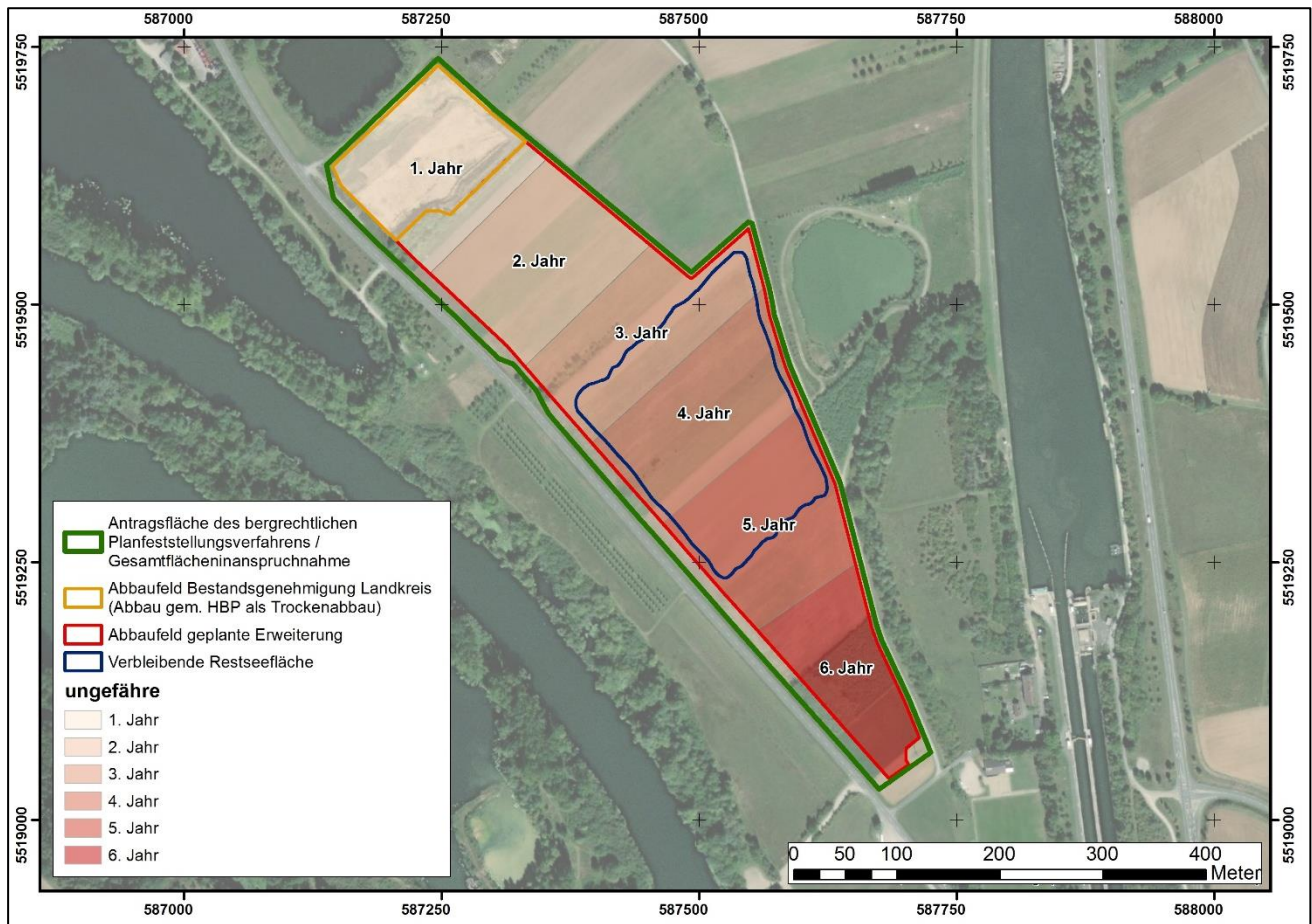 587000 587250 587500 587750 588000
5519750 5519750
1. Jahr
2. Jahr
5519500 5519500
3. Jahr
4. Jahr
5. Jahr
5519250 5519250
6. Jahr
5519000 5519000
Antragsfläche des bergrechtlichen
Planfeststellungsverfahrens /
Gesamtflächeninanspruchnahme
Abbaufeld Bestandsgenehmigung Landkreis
(Abbau gem. HBP als Trockenabbau)
Abbaufeld geplante Erweiterung
Verbleibende Restseefläche
ungefähre
1. Jahr
2. Jahr
3. Jahr
4. Jahr
5. Jahr
6. Jahr
0 50 100 200 300 400
Meter
587000 587250 587500 587750 588000